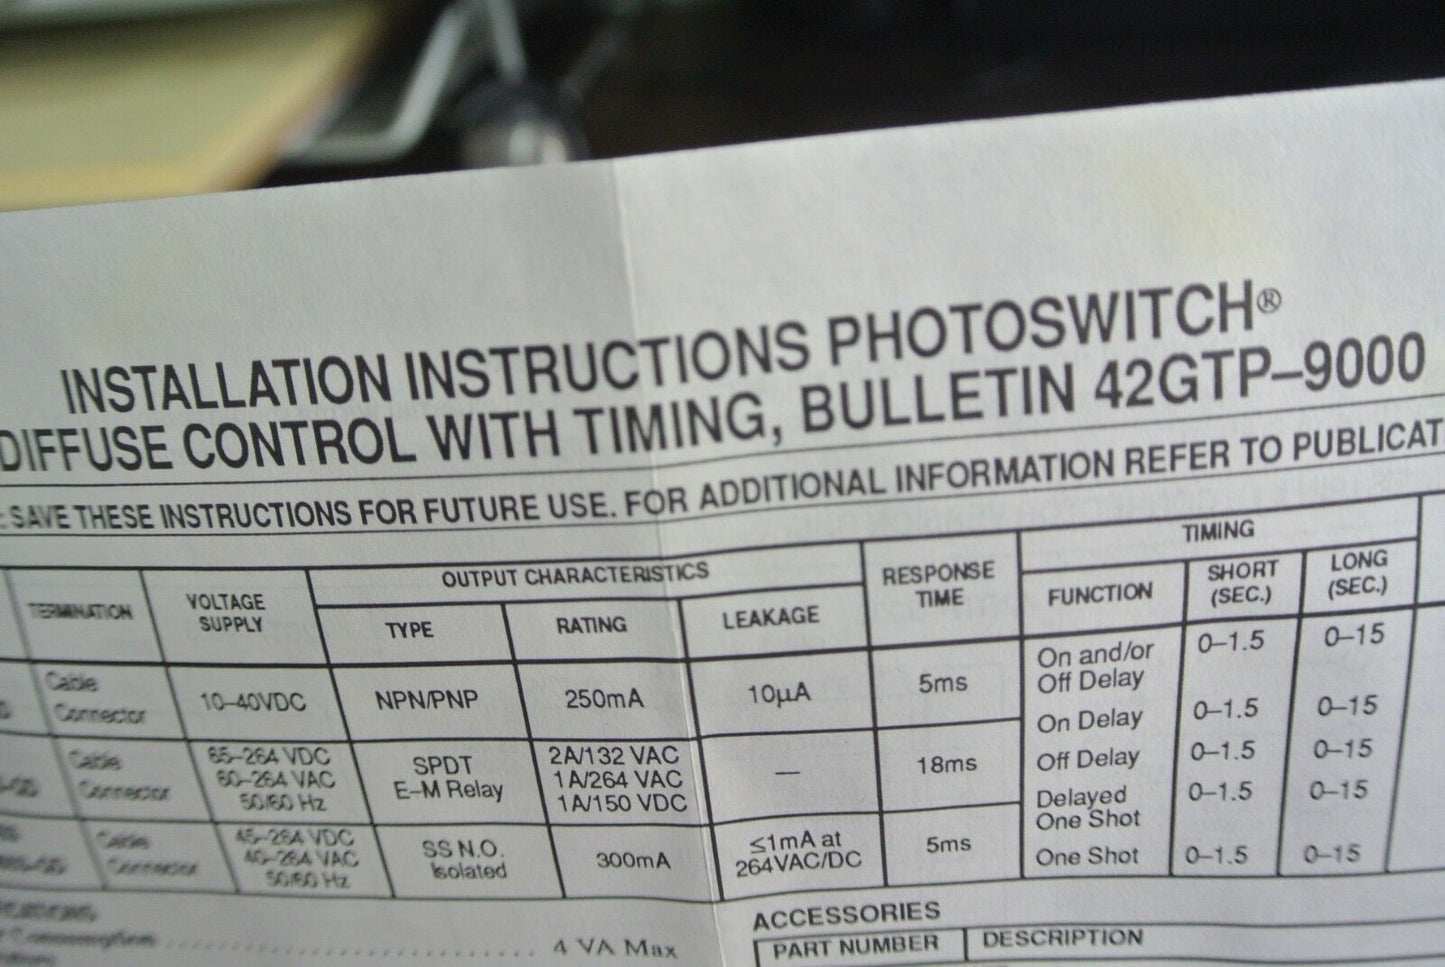 INSTALLATION INSTRUCTIONS PHOTOSWITCH®
DIFFUSE CONTROL WITH TIMING, BULLETIN 42GTP–9000
: SAVE THESE INSTRUCTIONS FOR FUTURE USE. FOR ADDITIONAL INFORMATION REFER TO PUBLICAT
TERMINATION
VOLTAGE
SUPPLY
OUTPUT CHARACTERISTICS
TYPE
RATING
LEAKAGE
RESPONSE
TIME
TIMING
FUNCTION
SHORT
(SEC.)
LONG
(SEC.)
Cable
Connector
10–40VDC
NPN/PNP
250mA
10µA
5ms
Cable
Connector
65–264 VDC
60–264 VAC
50/60 Hz
SPDT
E–M Relay
2A/132 VAC
1A/264 VAC
1A/150 VDC
—
18ms
Cable
Connector
45–264 VDC
40–264 VAC
50/60 Hz
SS N.O.
Isolated
300mA
≤1mA at
264VAC/DC
5ms
On and/or
Off Delay
0–1.5
0–15
On Delay
0–1.5
0–15
Off Delay
0–1.5
0–15
Delayed
One Shot
0–1.5
0–15
One Shot
0–1.5
0–15
4 VA Max
ACCESSORIES
PART NUMBER
DESCRIPTION